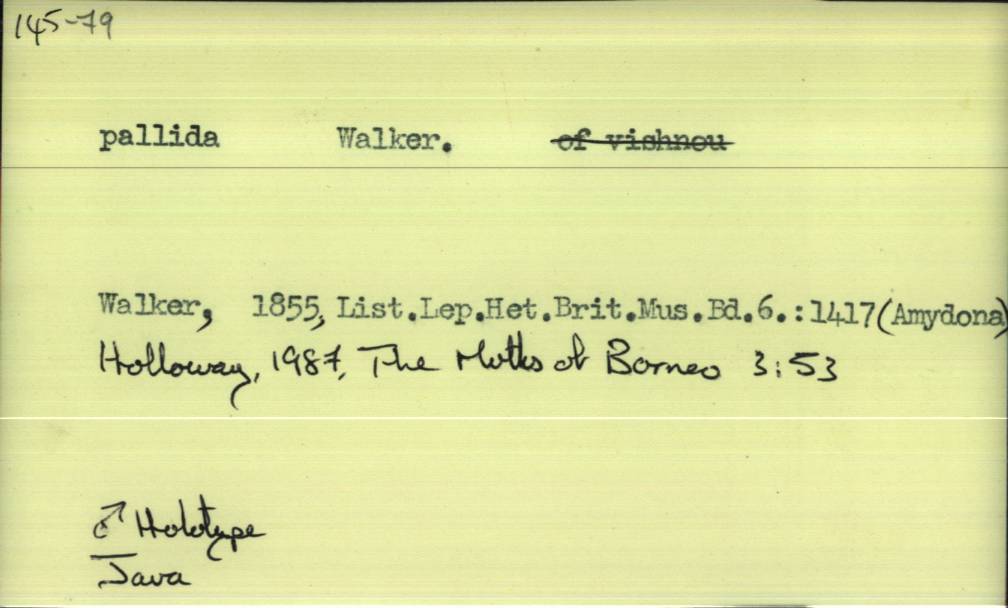 145-79
pallida Walker. of vishnou
Walker, 1855, List.Lep.Het.Brit.Mus.Bd.6.:1417(Amydona)
Holloway, 1987, The Moths of Borneo 3:53
♂ Holotype
Java